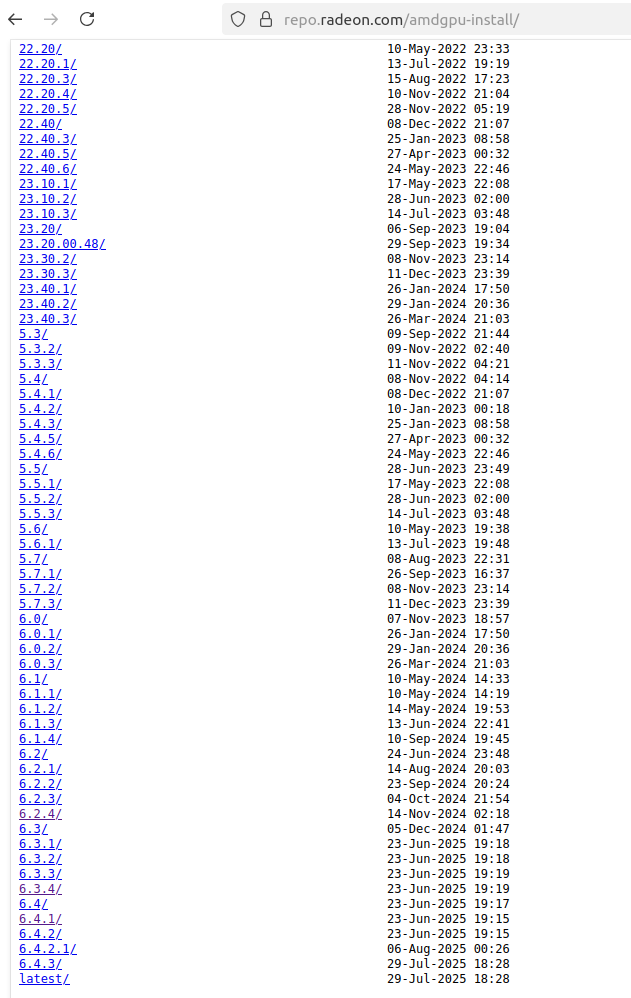 repo.radeon.com/amdgpu-install/
22.20/ 10-May-2022 23:33
22.20.1/ 13-Jul-2022 19:19
22.20.3/ 15-Aug-2022 17:23
22.20.4/ 10-Nov-2022 21:04
22.20.5/ 28-Nov-2022 05:19
22.40/ 08-Dec-2022 21:07
22.40.3/ 25-Jan-2023 08:58
22.40.5/ 27-Apr-2023 00:32
22.40.6/ 24-May-2023 22:46
23.10.1/ 17-May-2023 22:08
23.10.2/ 28-Jun-2023 02:00
23.10.3/ 14-Jul-2023 03:48
23.20/ 06-Sep-2023 19:04
23.20.00.48/ 29-Sep-2023 19:34
23.30.2/ 08-Nov-2023 23:14
23.30.3/ 11-Dec-2023 23:39
23.40.1/ 26-Jan-2024 17:50
23.40.2/ 29-Jan-2024 20:36
23.40.3/ 26-Mar-2024 21:03
5.3/ 09-Sep-2022 21:44
5.3.2/ 09-Nov-2022 02:40
5.3.3/ 11-Nov-2022 04:21
5.4/ 08-Nov-2022 04:14
5.4.1/ 08-Dec-2022 21:07
5.4.2/ 10-Jan-2023 00:18
5.4.3/ 25-Jan-2023 08:58
5.4.5/ 27-Apr-2023 00:32
5.4.6/ 24-May-2023 22:46
5.5/ 28-Jun-2023 23:49
5.5.1/ 17-May-2023 22:08
5.5.2/ 28-Jun-2023 02:00
5.5.3/ 14-Jul-2023 03:48
5.6/ 10-May-2023 19:38
5.6.1/ 13-Jul-2023 19:48
5.7/ 08-Aug-2023 22:31
5.7.1/ 26-Sep-2023 16:37
5.7.2/ 08-Nov-2023 23:14
5.7.3/ 11-Dec-2023 23:39
6.0/ 07-Nov-2023 18:57
6.0.1/ 26-Jan-2024 17:50
6.0.2/ 29-Jan-2024 20:36
6.0.3/ 26-Mar-2024 21:03
6.1/ 10-May-2024 14:33
6.1.1/ 10-May-2024 14:19
6.1.2/ 14-May-2024 19:53
6.1.3/ 13-Jun-2024 22:41
6.1.4/ 10-Sep-2024 19:45
6.2/ 24-Jun-2024 23:48
6.2.1/ 14-Aug-2024 20:03
6.2.2/ 23-Sep-2024 20:24
6.2.3/ 04-Oct-2024 21:54
6.2.4/ 14-Nov-2024 02:18
6.3/ 05-Dec-2024 01:47
6.3.1/ 23-Jun-2025 19:18
6.3.2/ 23-Jun-2025 19:18
6.3.3/ 23-Jun-2025 19:19
6.3.4/ 23-Jun-2025 19:19
6.4/ 23-Jun-2025 19:17
6.4.1/ 23-Jun-2025 19:15
6.4.2/ 23-Jun-2025 19:15
6.4.2.1/ 06-Aug-2025 00:26
6.4.3/ 29-Jul-2025 18:28
latest/ 29-Jul-2025 18:28